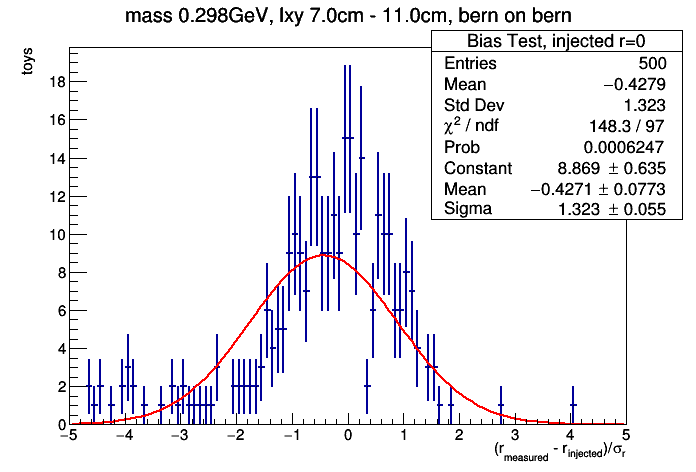 mass 0.298GeV, lxy 7.0cm - 11.0cm, bern on bern
toys
Bias Test, injected r=0
Entries 500
Mean −0.4279
Std Dev 1.323
χ² / ndf 148.3 / 97
Prob 0.0006247
Constant 8.869 ± 0.635
Mean −0.4271 ± 0.0773
Sigma 1.323 ± 0.055
18
16
14
12
10
8
6
4
2
0
−5 −4 −3 −2 −1 0 1 2 3 4 5
(r_measured - r_injected)/σ_r